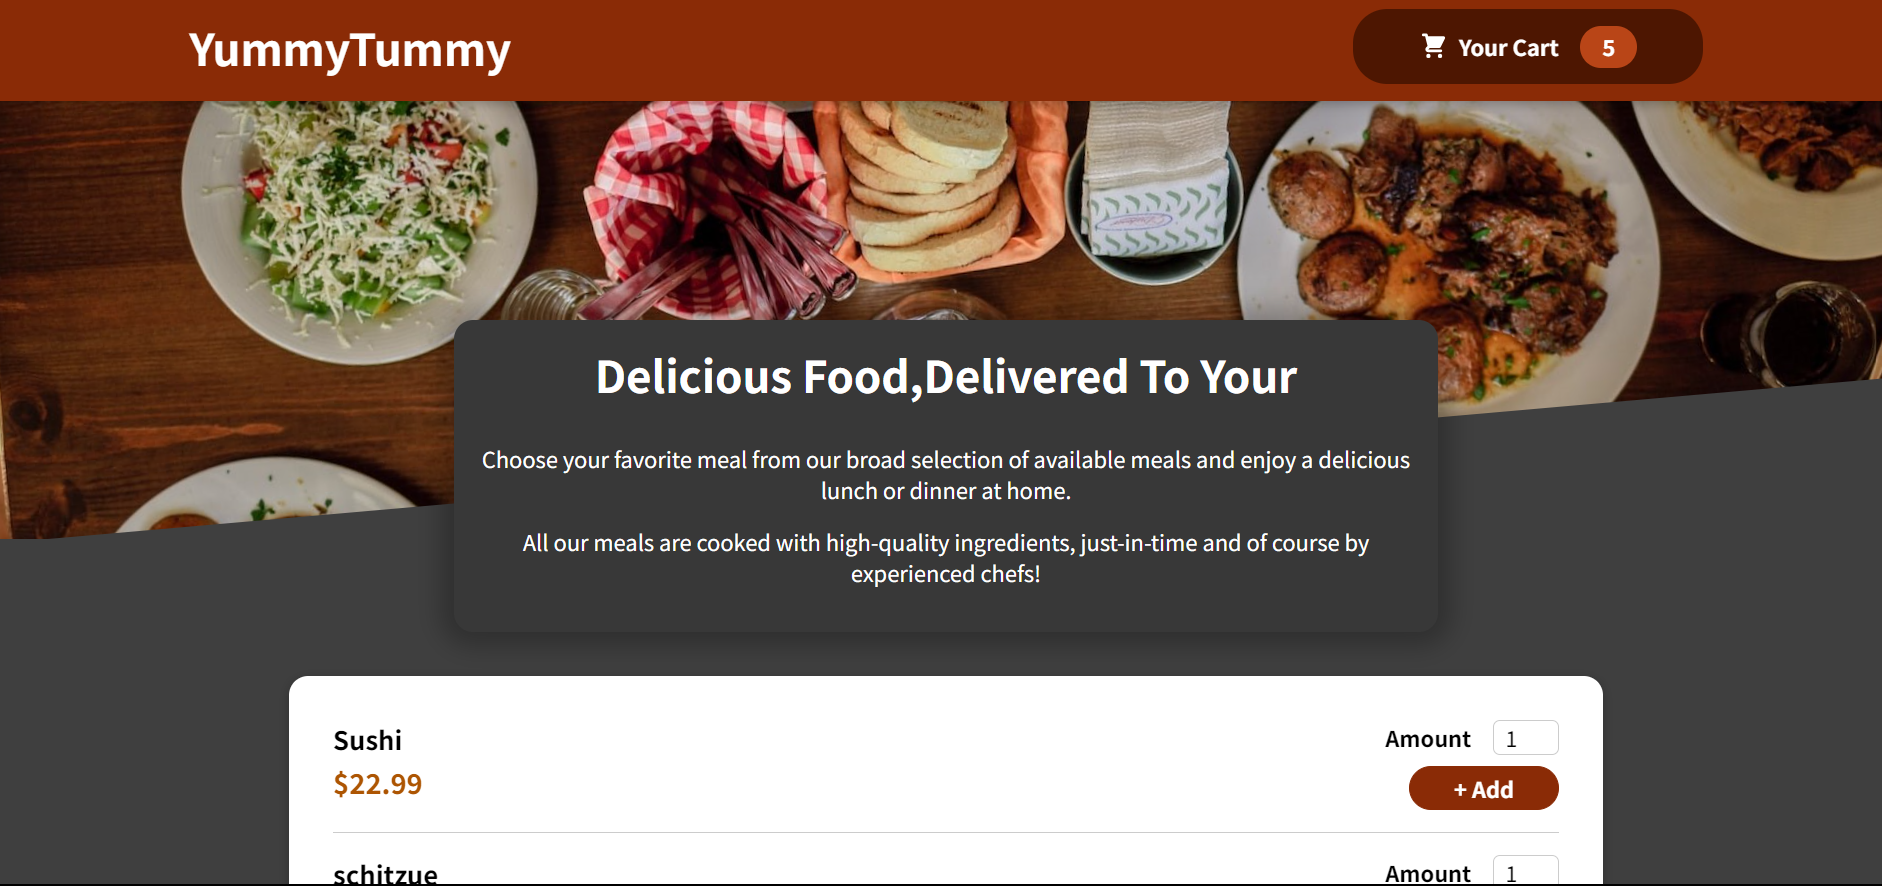 YummyTummy
Your Cart 5
Delicious Food,Delivered To Your
Choose your favorite meal from our broad selection of available meals and enjoy a delicious
lunch or dinner at home.
All our meals are cooked with high-quality ingredients, just-in-time and of course by
experienced chefs!
Sushi
Amount 1
$22.99
+ Add
schitzue
Amount 1